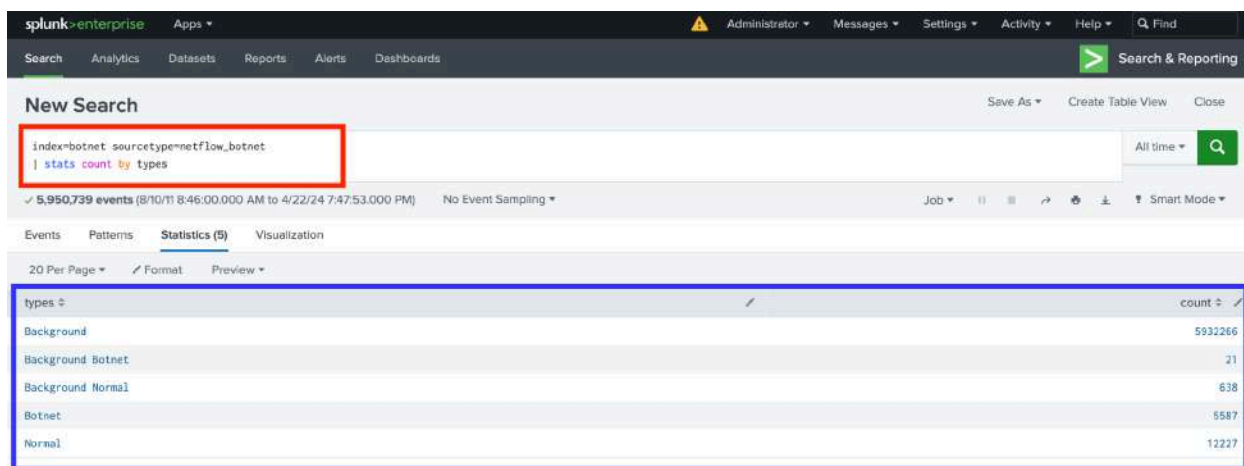 splunk>enterprise Apps Administrator Messages Settings Activity Help Find
Search Analytics Datasets Reports Alerts Dashboards Search & Reporting
New Search Save As Create Table View Close
index=botnet sourcetype=netflow_botnet All time
| stats count by types
✓ 5,950,739 events (8/10/11 8:46:00.000 AM to 4/22/24 7:47:53.000 PM) No Event Sampling Job Smart Mode
Events Patterns Statistics (5) Visualization
20 Per Page Format Preview
types count
Background 5932266
Background Botnet 21
Background Normal 638
Botnet 5587
Normal 12227